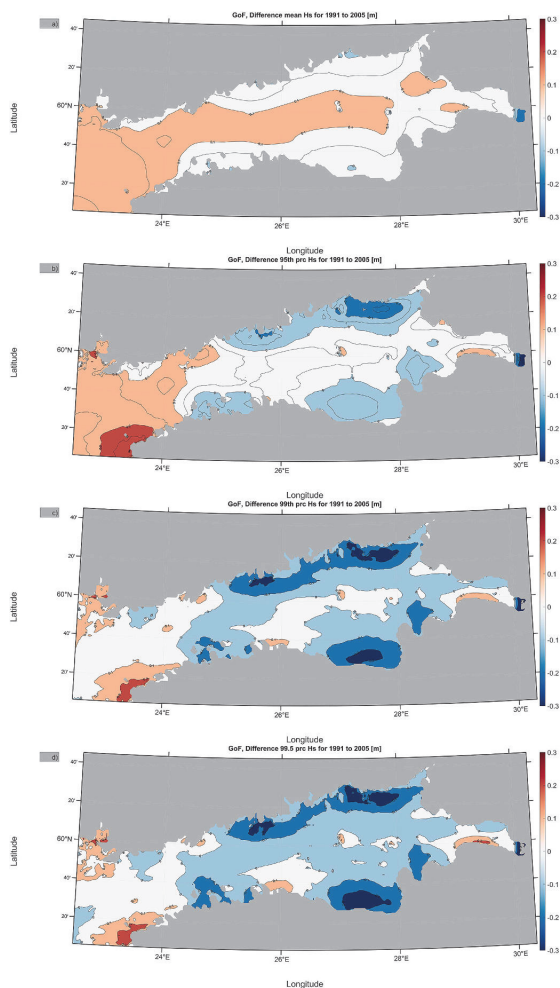 GoF, Difference mean Hs for 1991 to 2005 [m]
a)
40'
20'
60°N
40'
20'
Latitude
24°E
26°E
28°E
30°E
Longitude
0.3
0.2
0.1
0
-0.1
-0.2
-0.3
GoF, Difference 95th prc Hs for 1991 to 2005 [m]
b)
40'
20'
60°N
40'
20'
Latitude
24°E
26°E
28°E
30°E
Longitude
0.3
0.2
0.1
0
-0.1
-0.2
-0.3
GoF, Difference 99th prc Hs for 1991 to 2005 [m]
c)
40'
20'
60°N
40'
20'
Latitude
24°E
26°E
28°E
30°E
Longitude
0.3
0.2
0.1
0
-0.1
-0.2
-0.3
GoF, Difference 99.5 prc Hs for 1991 to 2005 [m]
d)
40'
20'
60°N
40'
20'
Latitude
24°E
26°E
28°E
30°E
Longitude
0.3
0.2
0.1
0
-0.1
-0.2
-0.3